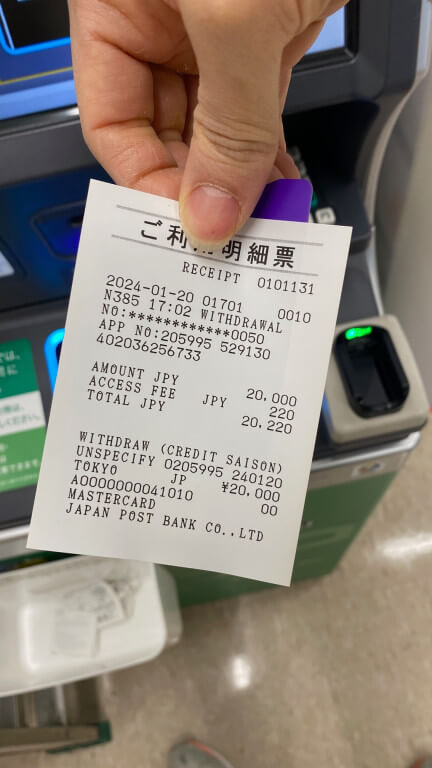 ご利 明細票
RECEIPT 0101131
2024-01-20 01701 0010
N385 17:02 WITHDRAWAL
NO:************0050
APP NO:205995 529130
402036256733
AMOUNT JPY 20,000
ACCESS FEE JPY 220
TOTAL JPY 20,220
WITHDRAW (CREDIT SAISON)
UNSPECIFY 0205995 240120
TOKYO JP ¥20,000
A0000000041010 00
MASTERCARD
JAPAN POST BANK CO.,LTD